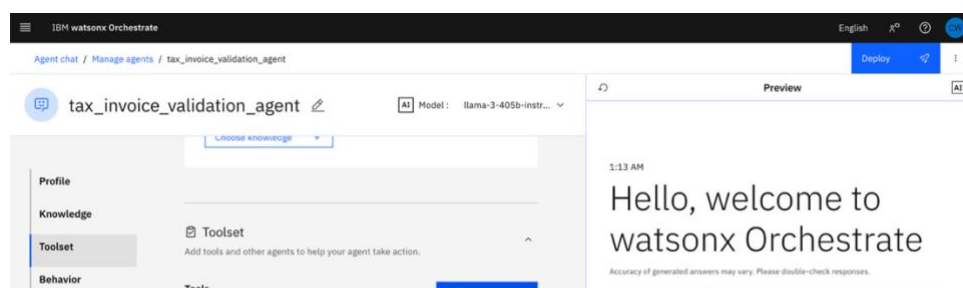 IBM watsonx Orchestrate
English
Agent chat / Manage agents / tax_invoice_validation_agent
Deploy
tax_invoice_validation_agent
AI Model: llama-3-405b-instr...
Preview
AI
Choose knowledge +
Profile
Knowledge
Toolset
Behavior
Toolset
Add tools and other agents to help your agent take action.
Tools
1:13 AM
Hello, welcome to
watsonx Orchestrate
Accuracy of generated answers may vary. Please double-check responses.